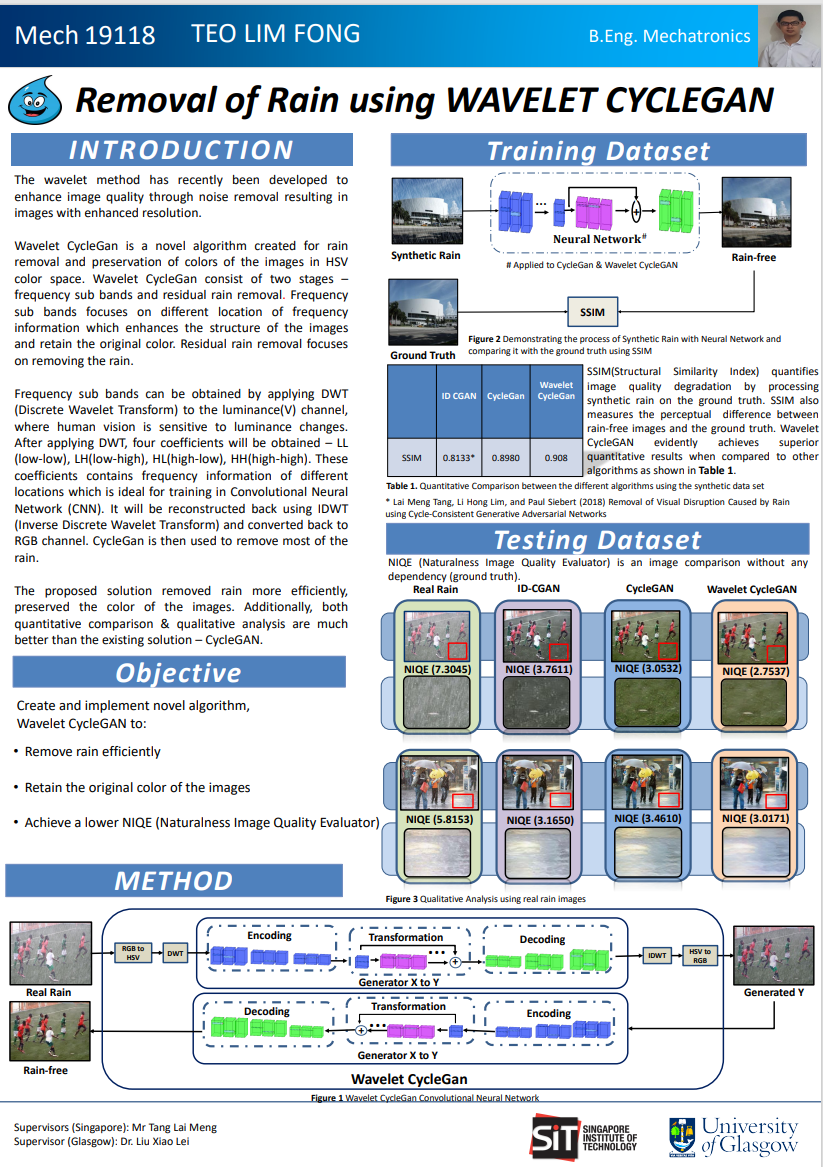 Mech 19118 TEO LIM FONG B.Eng. Mechatronics
Removal of Rain using WAVELET CYCLEGAN
INTRODUCTION
The wavelet method has recently been developed to
enhance image quality through noise removal resulting in
images with enhanced resolution.
Wavelet CycleGan is a novel algorithm created for rain
removal and preservation of colors of the images in HSV
color space. Wavelet CycleGan consist of two stages –
frequency sub bands and residual rain removal. Frequency
sub bands focuses on different location of frequency
information which enhances the structure of the images
and retain the original color. Residual rain removal focuses
on removing the rain.
Frequency sub bands can be obtained by applying DWT
(Discrete Wavelet Transform) to the luminance(V) channel,
where human vision is sensitive to luminance changes.
After applying DWT, four coefficients will be obtained – LL
(low-low), LH(low-high), HL(high-low), HH(high-high). These
coefficients contains frequency information of different
locations which is ideal for training in Convolutional Neural
Network (CNN). It will be reconstructed back using IDWT
(Inverse Discrete Wavelet Transform) and converted back to
RGB channel. CycleGan is then used to remove most of the
rain.
The proposed solution removed rain more efficiently,
preserved the color of the images. Additionally, both
quantitative comparison & qualitative analysis are much
better than the existing solution – CycleGAN.
Objective
Create and implement novel algorithm,
Wavelet CycleGAN to:
• Remove rain efficiently
• Retain the original color of the images
• Achieve a lower NIQE (Naturalness Image Quality Evaluator)
Training Dataset
Synthetic Rain
Neural Network#
Rain-free
# Applied to CycleGan & Wavelet CycleGAN
SSIM
Ground Truth
Figure 2 Demonstrating the process of Synthetic Rain with Neural Network and
comparing it with the ground truth using SSIM
ID CGAN CycleGan Wavelet CycleGan
SSIM 0.8133* 0.8980 0.908
SSIM(Structural Similarity Index) quantifies
image quality degradation by processing
synthetic rain on the ground truth. SSIM also
measures the perceptual difference between
rain-free images and the ground truth. Wavelet
CycleGAN evidently achieves superior
quantitative results when compared to other
algorithms as shown in Table 1.
Table 1. Quantitative Comparison between the different algorithms using the synthetic data set
* Lai Meng Tang, Li Hong Lim, and Paul Siebert (2018) Removal of Visual Disruption Caused by Rain
using Cycle-Consistent Generative Adversarial Networks
Testing Dataset
NIQE (Naturalness Image Quality Evaluator) is an image comparison without any
dependency (ground truth).
Real Rain ID-CGAN CycleGAN Wavelet CycleGAN
NIQE (7.3045) NIQE (3.7611) NIQE (3.0532) NIQE (2.7537)
NIQE (5.8153) NIQE (3.1650) NIQE (3.4610) NIQE (3.0171)
Figure 3 Qualitative Analysis using real rain images
METHOD
Real Rain
RGB to HSV
DWT
Encoding Transformation Decoding
Generator X to Y
IDWT
HSV to RGB
Generated Y
Decoding Transformation Encoding
Generator X to Y
Rain-free
Wavelet CycleGan
Figure 1 Wavelet CycleGan Convolutional Neural Network
Supervisors (Singapore): Mr Tang Lai Meng
Supervisor (Glasgow): Dr. Liu Xiao Lei
SiT SINGAPORE
INSTITUTE OF
TECHNOLOGY
University
of Glasgow